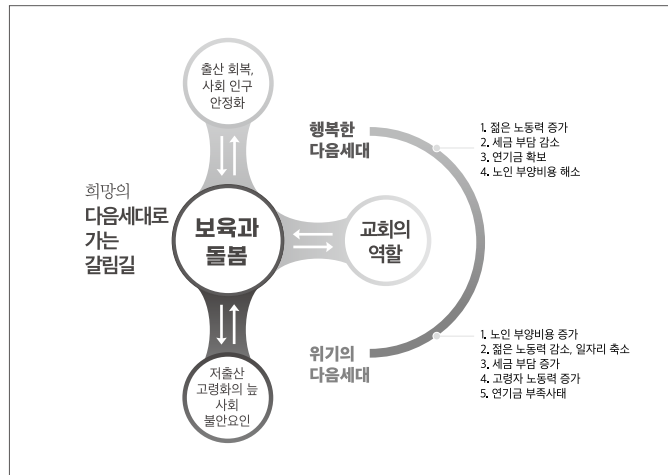 출산 회복,
사회 인구
안정화
희망의
다음세대로
가는
갈림길
보육과
돌봄
교회의
역할
저출산
고령화의 늪
사회
불안요인
행복한
다음세대
1. 젊은 노동력 증가
2. 세금 부담 감소
3. 연기금 확보
4. 노인 부양비용 해소
위기의
다음세대
1. 노인 부양비용 증가
2. 젊은 노동력 감소, 일자리 축소
3. 세금 부담 증가
4. 고령자 노동력 증가
5. 연기금 부족사태